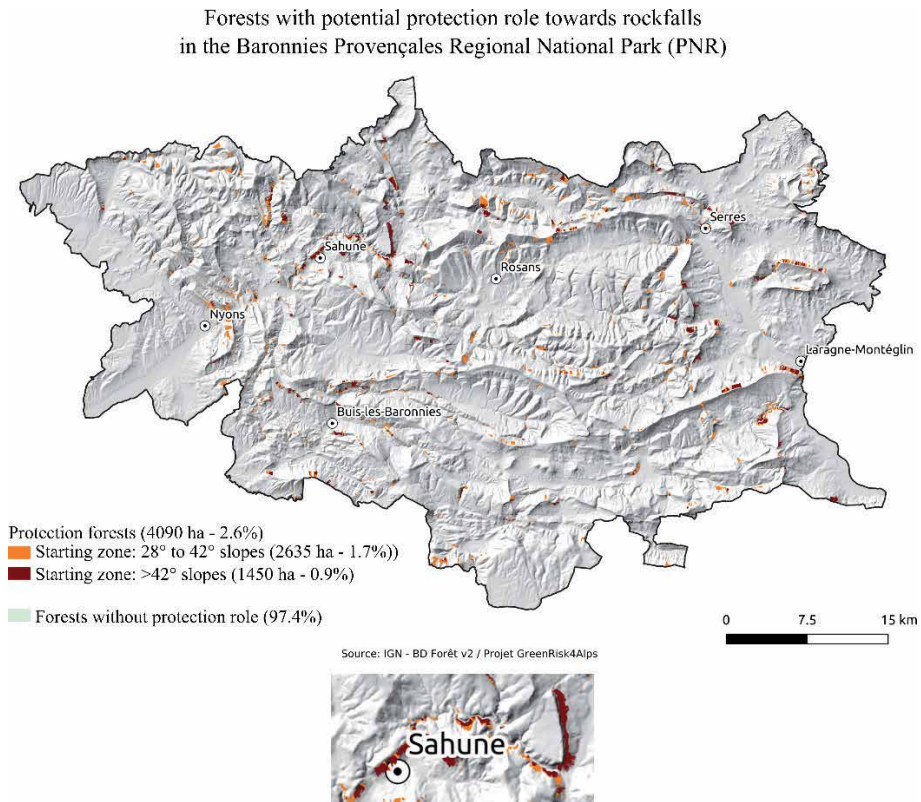 Forests with potential protection role towards rockfalls
in the Baronnies Provençales Regional National Park (PNR)
Serres
Sahune
Rosans
Nyons
Laragne-Montéglin
Buis-les-Baronnies
Protection forests (4090 ha - 2.6%)
Starting zone: 28° to 42° slopes (2635 ha - 1.7%))
Starting zone: >42° slopes (1450 ha - 0.9%)
Forests without protection role (97.4%)
0 7.5 15 km
Source: IGN - BD Forêt v2 / Projet GreenRisk4Alps
Sahune